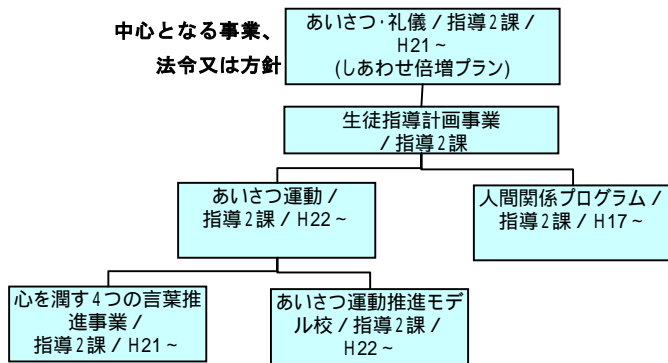 中心となる事業、
法令又は方針
あいさつ・礼儀／指導２課／
H21～
(しあわせ倍増プラン)
生徒指導計画事業
／指導２課
あいさつ運動／
指導２課／H22～
人間関係プログラム／
指導２課／H17～
心を潤す４つの言葉推
進事業／
指導２課／H21～
あいさつ運動推進モデ
ル校／指導２課／
H22～